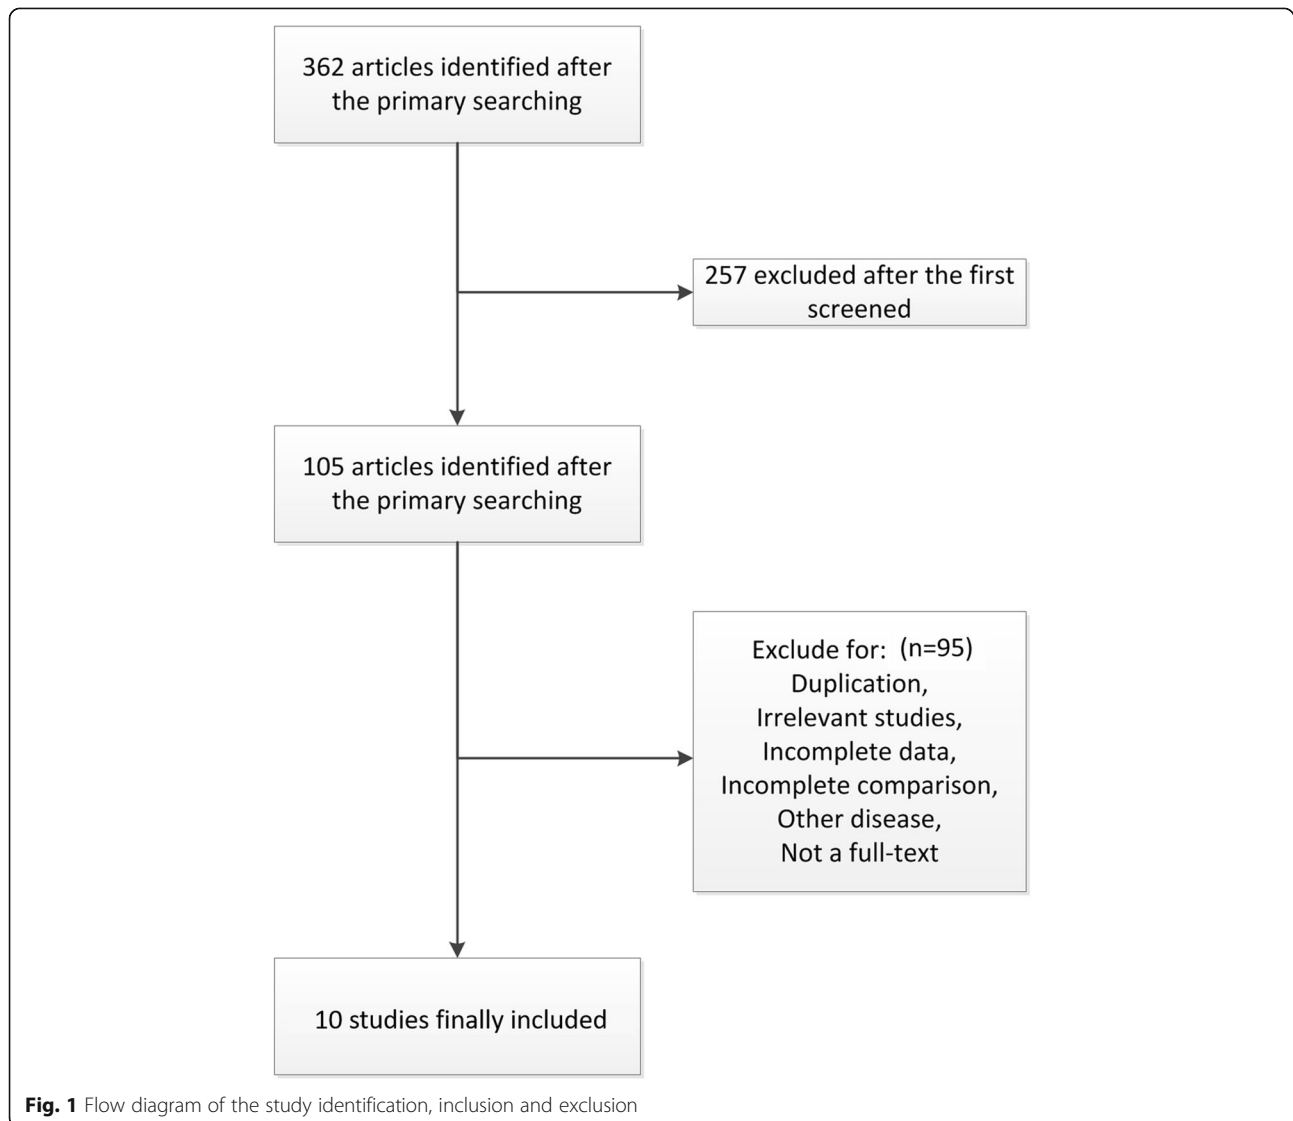 362 articles identified after
the primary searching
257 excluded after the first
screened
105 articles identified after
the primary searching
Exclude for: (n=95)
Duplication,
Irrelevant studies,
Incomplete data,
Incomplete comparison,
Other disease,
Not a full-text
10 studies finally included
Fig. 1 Flow diagram of the study identification, inclusion and exclusion